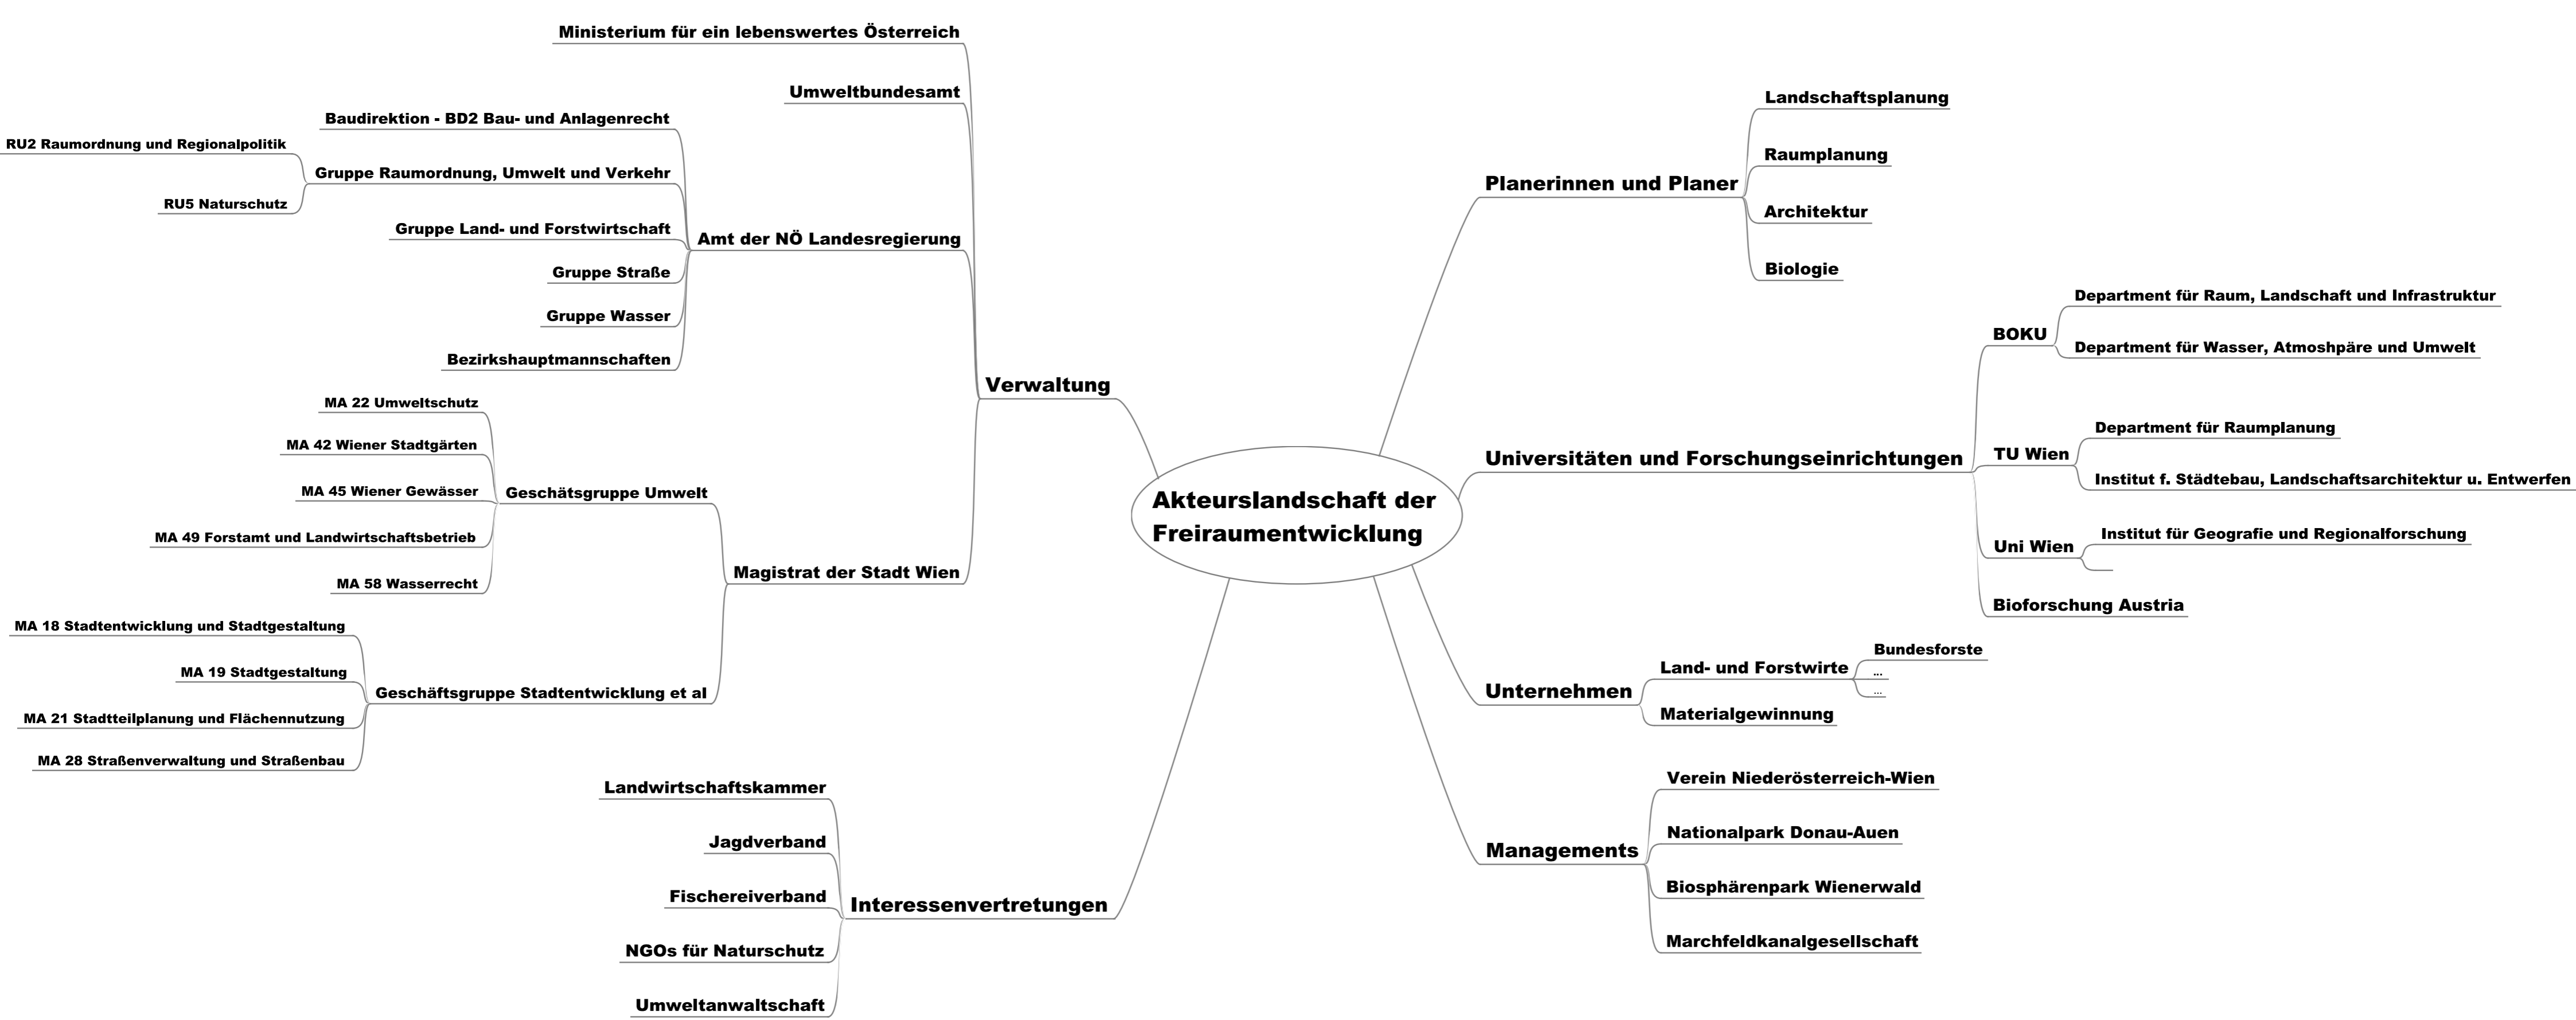 Akteurslandschaft der
Freiraumentwicklung
Verwaltung
Ministerium für ein lebenswertes Österreich
Umweltbundesamt
Amt der NÖ Landesregierung
Baudirektion - BD2 Bau- und Anlagenrecht
Gruppe Raumordnung, Umwelt und Verkehr
RU2 Raumordnung und Regionalpolitik
RU5 Naturschutz
Gruppe Land- und Forstwirtschaft
Gruppe Straße
Gruppe Wasser
Bezirkshauptmannschaften
Magistrat der Stadt Wien
Geschätsgruppe Umwelt
MA 22 Umweltschutz
MA 42 Wiener Stadtgärten
MA 45 Wiener Gewässer
MA 49 Forstamt und Landwirtschaftsbetrieb
MA 58 Wasserrecht
Geschäftsgruppe Stadtentwicklung et al
MA 18 Stadtentwicklung und Stadtgestaltung
MA 19 Stadtgestaltung
MA 21 Stadtteilplanung und Flächennutzung
MA 28 Straßenverwaltung und Straßenbau
Interessenvertretungen
Landwirtschaftskammer
Jagdverband
Fischereiverband
NGOs für Naturschutz
Umweltanwaltschaft
Planerinnen und Planer
Landschaftsplanung
Raumplanung
Architektur
Biologie
Universitäten und Forschungseinrichtungen
BOKU
Department für Raum, Landschaft und Infrastruktur
Department für Wasser, Atmoshpäre und Umwelt
TU Wien
Department für Raumplanung
Institut f. Städtebau, Landschaftsarchitektur u. Entwerfen
Uni Wien
Institut für Geografie und Regionalforschung
Bioforschung Austria
Unternehmen
Land- und Forstwirte
Bundesforste
...
...
Materialgewinnung
Managements
Verein Niederösterreich-Wien
Nationalpark Donau-Auen
Biosphärenpark Wienerwald
Marchfeldkanalgesellschaft